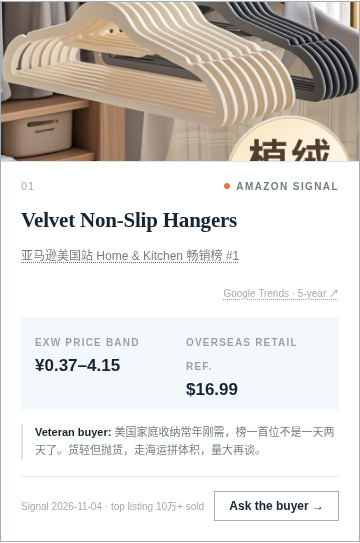 植绒
01
AMAZON SIGNAL
Velvet Non-Slip Hangers
亚马逊美国站 Home & Kitchen 畅销榜 #1
Google Trends · 5-year ↗
EXW PRICE BAND
¥0.37–4.15
OVERSEAS RETAIL
REF.
$16.99
Veteran buyer: 美国家庭收纳常年刚需，榜一首位不是一天两
天了。货轻但抛货，走海运拼体积，量大再谈。
Signal 2026-11-04 · top listing 10万+ sold
Ask the buyer →